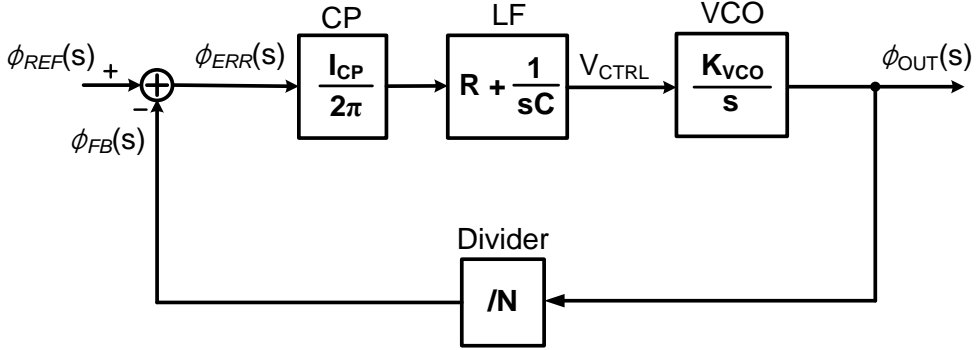 CP
LF
VCO
ϕREF(s)
+
ϕERR(s)
ICP
2π
R + 1
sC
VCTRL
KVCO
s
ϕOUT(s)
−
ϕFB(s)
Divider
/N